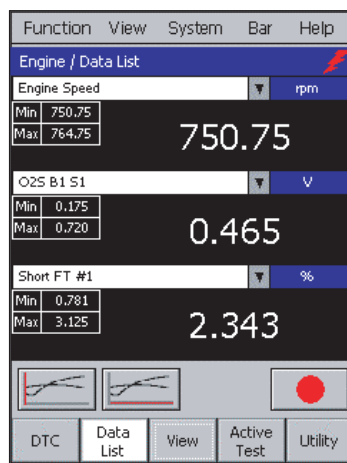 Function View System Bar Help
Engine / Data List
Engine Speed rpm
Min 750.75
Max 764.75
750.75
O2S B1 S1 V
Min 0.175
Max 0.720
0.465
Short FT #1 %
Min 0.781
Max 3.125
2.343
DTC Data List View Active Test Utility